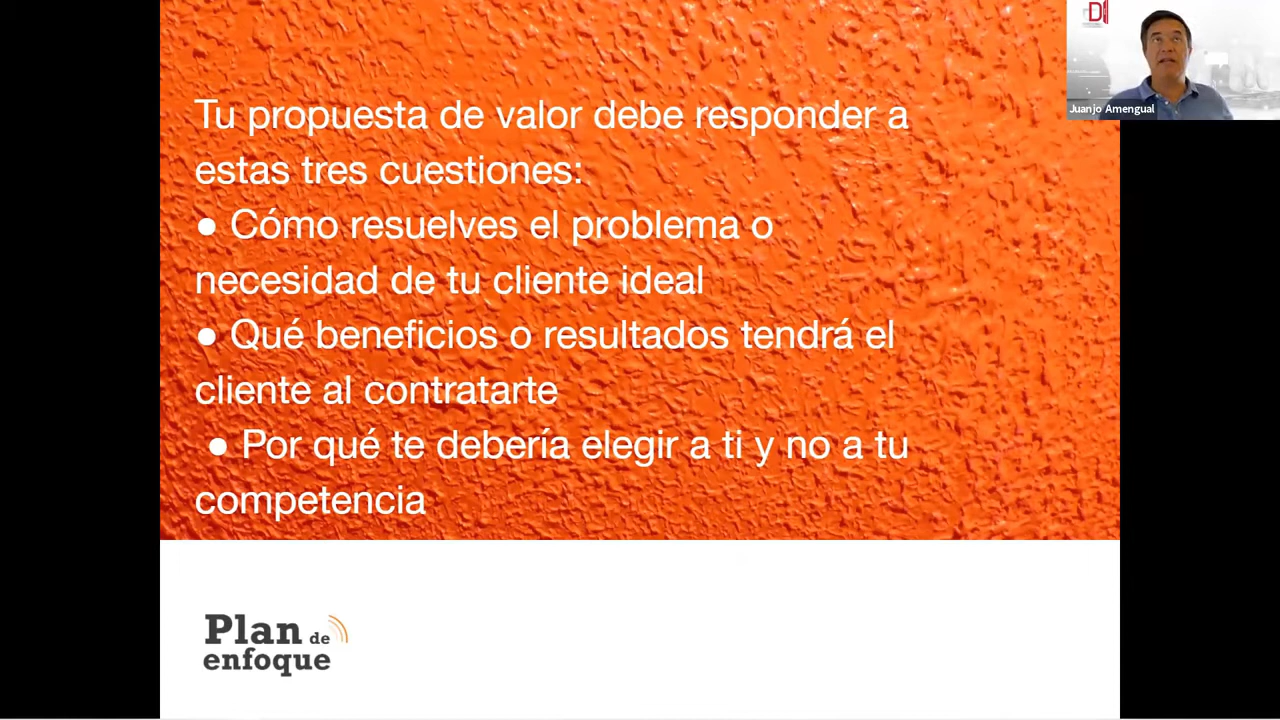 Tu propuesta de valor debe responder a
estas tres cuestiones:
● Cómo resuelves el problema o
necesidad de tu cliente ideal
● Qué beneficios o resultados tendrá el
cliente al contratarte
● Por qué te debería elegir a ti y no a tu
competencia
Plan de
enfoque
D
Juanjo Amengual